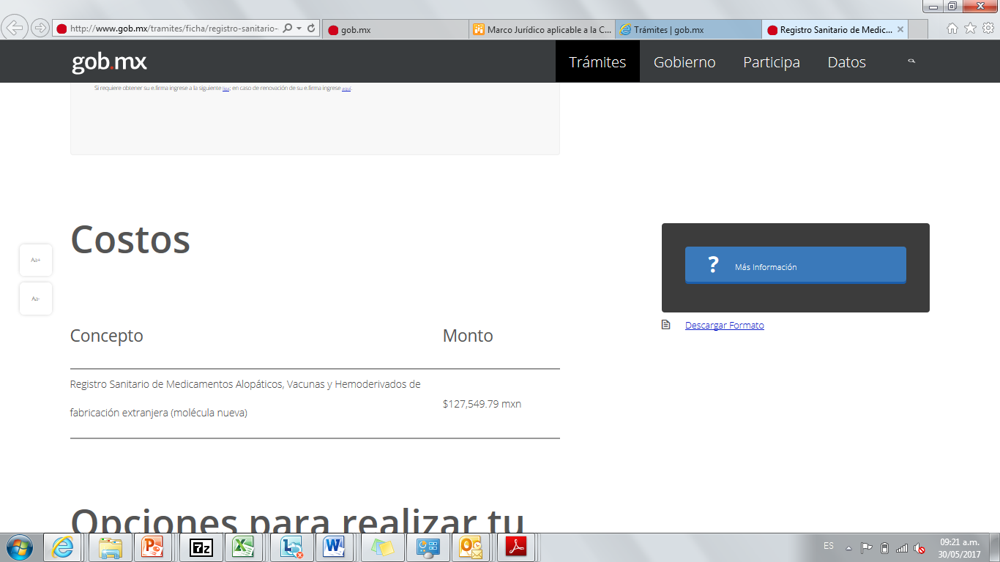 http://www.gob.mx/tramites/ficha/registro-sanitario-
gob.mx
Marco Jurídico aplicable a la C...
Trámites | gob.mx
Registro Sanitario de Medic...
gob.mx
Trámites
Gobierno
Participa
Datos
Si requiere obtener su e.firma ingrese a la siguiente liga; en caso de renovación de su e.firma ingrese aquí.
Costos
Aa+
Aa-
? Más Información
Descargar Formato
Concepto
Monto
Registro Sanitario de Medicamentos Alopáticos, Vacunas y Hemoderivados de
fabricación extranjera (molécula nueva)
$127,549.79 mxn
Opciones para realizar tu
ES
09:21 a.m.
30/05/2017